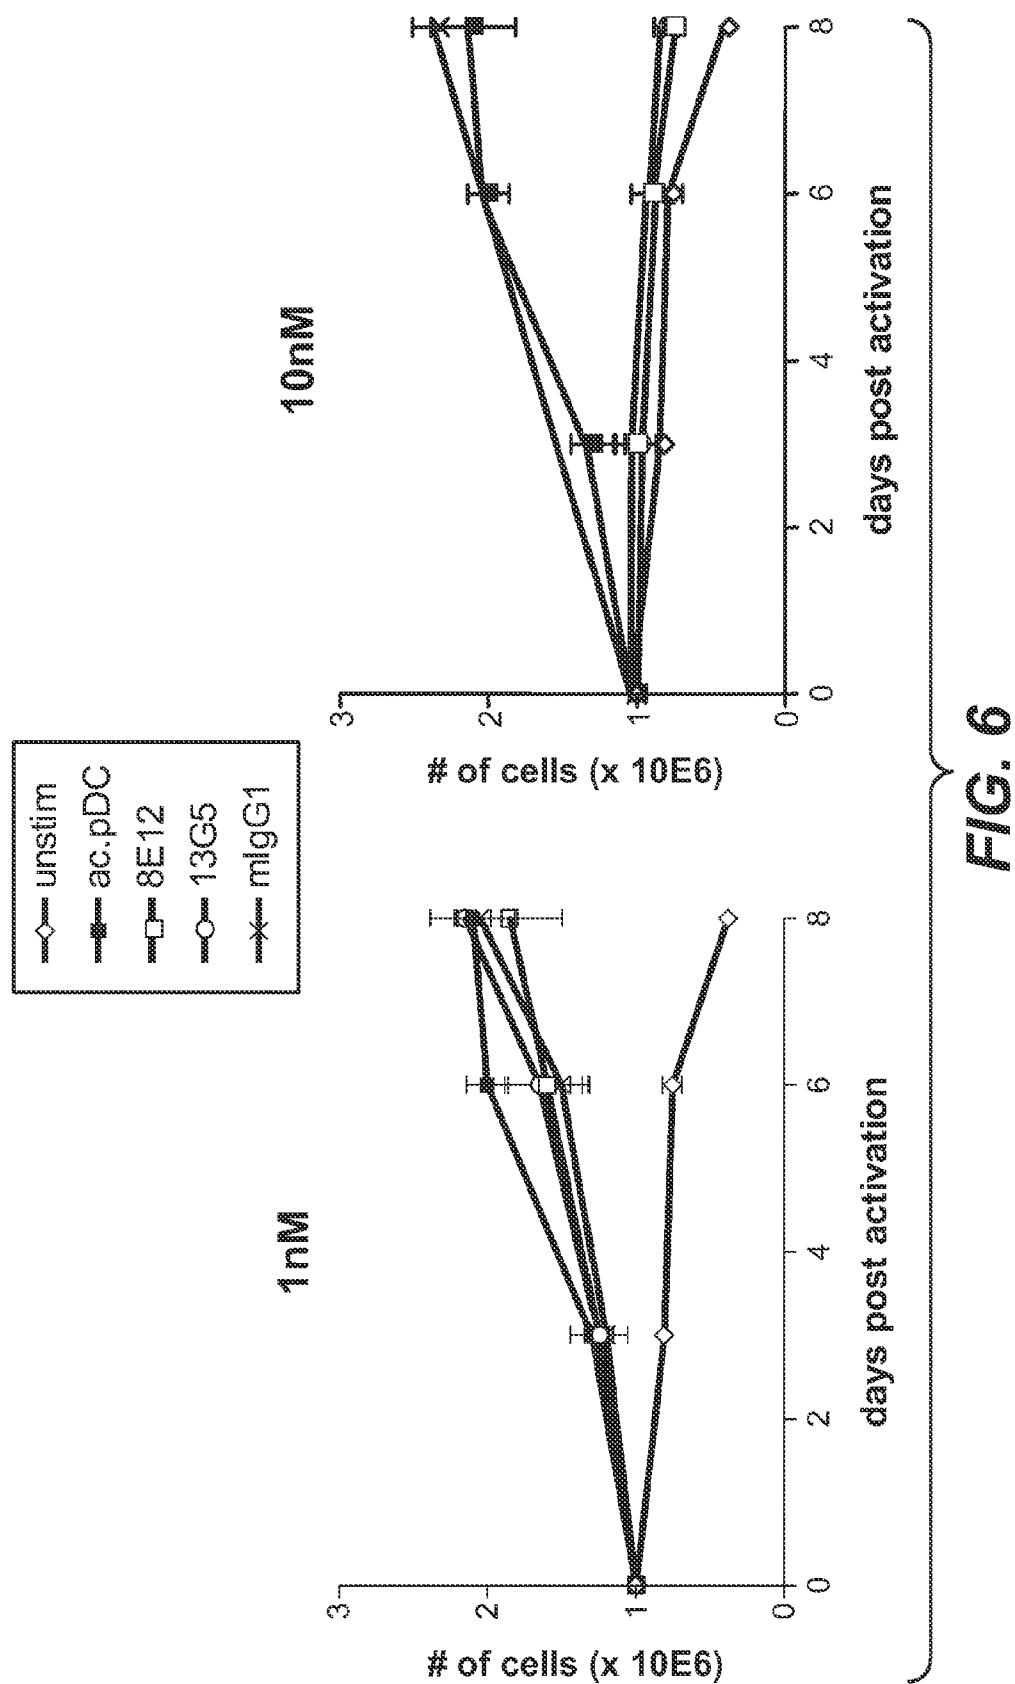 unstim
ac.pDC
8E12
13G5
mIgG1
1nM
# of cells (x 10E6)
3
2
1
0
0
2
4
6
8
days post activation
10nM
# of cells (x 10E6)
3
2
1
0
0
2
4
6
8
days post activation
FIG. 6